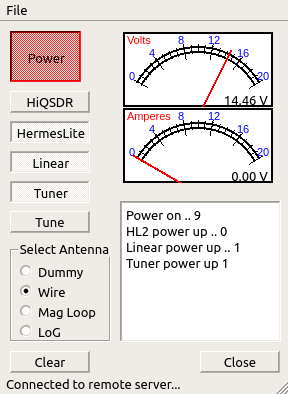 File
Power
HiQSDR
HermesLite
Linear
Tuner
Tune
Select Antenna
Dummy
Wire
Mag Loop
LoG
Clear
Volts
0 4 8 12 16 20
14.46 V
Amperes
0 4 8 12 16 20
0.00 V
Power on .. 9
HL2 power up .. 0
Linear power up .. 1
Tuner power up 1
Close
Connected to remote server...